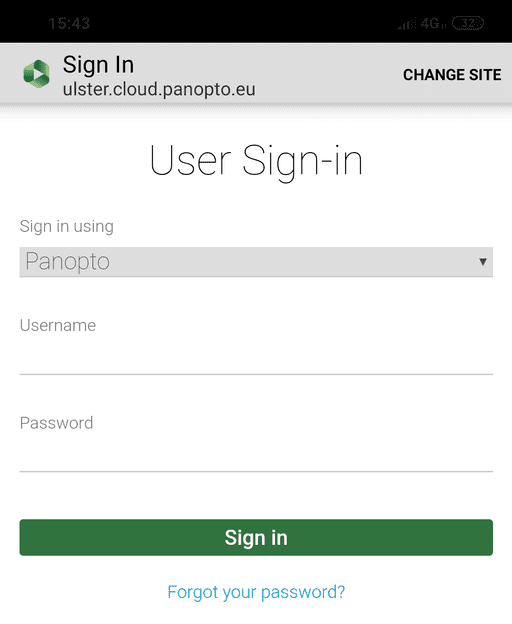 15:43 4G 32
Sign In
ulster.cloud.panopto.eu
CHANGE SITE
User Sign-in
Sign in using
Panopto
Username
Password
Sign in
Forgot your password?